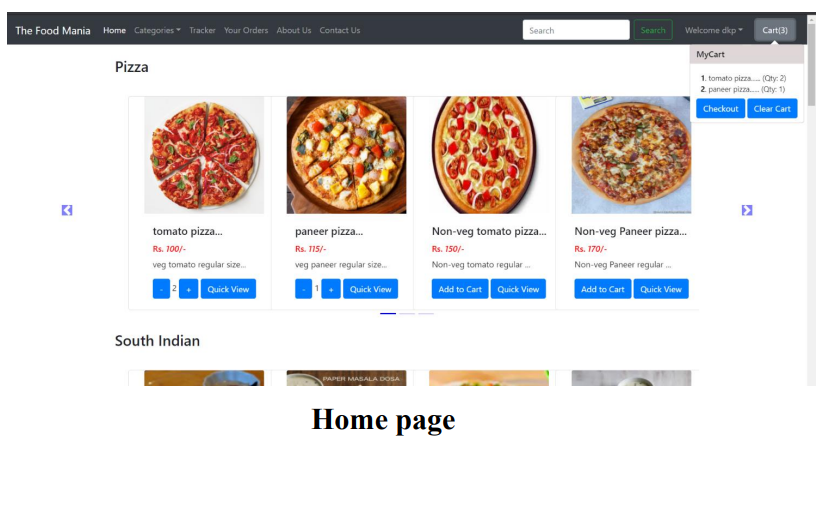 The Food Mania Home Categories Tracker Your Orders About Us Contact Us Search Search Welcome dkp Cart(3)
MyCart
1. tomato pizza..... (Qty: 2)
2. paneer pizza..... (Qty: 1)
Checkout Clear Cart
Pizza
tomato pizza... paneer pizza... Non-veg tomato pizza... Non-veg Paneer pizza...
Rs. 100/- Rs. 115/- Rs. 150/- Rs. 170/-
veg tomato regular size... veg paneer regular size... Non-veg tomato regular ... Non-veg Paneer regular ...
- 2 + Quick View - 1 + Quick View Add to Cart Quick View Add to Cart Quick View
South Indian
PAPER MASALA DOSA
Home page